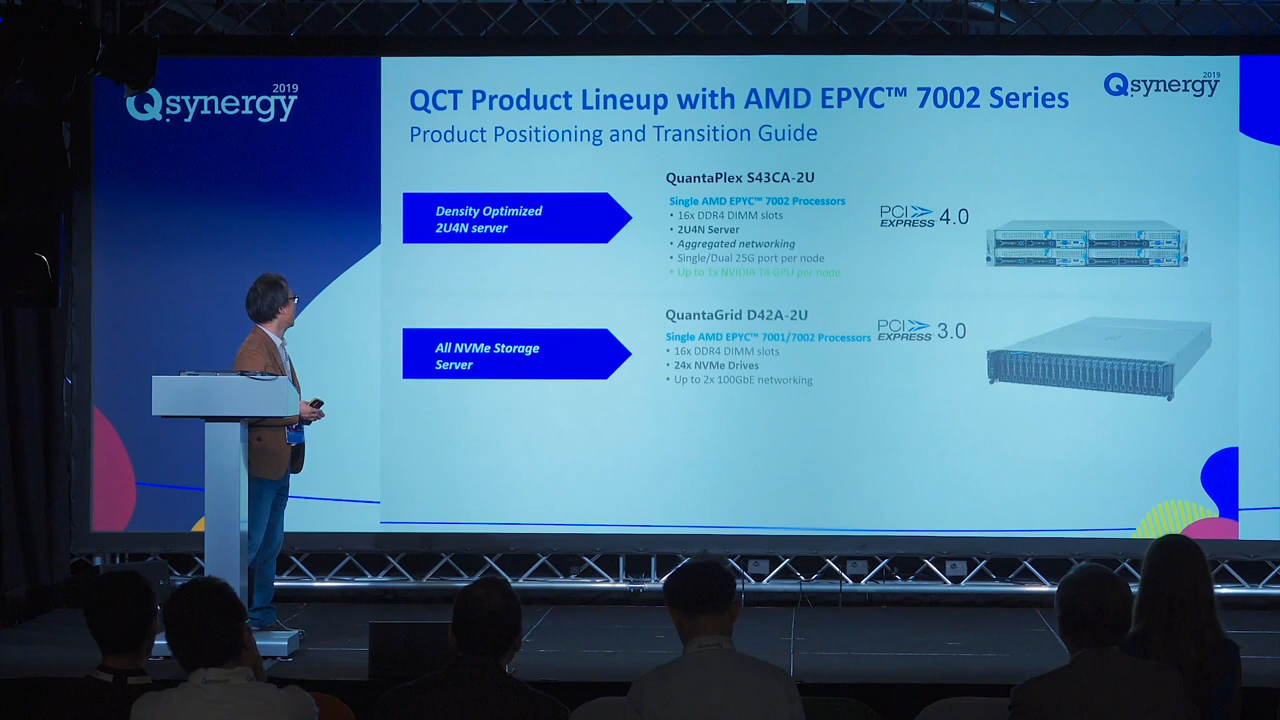 Qsynergy 2019
QCT Product Lineup with AMD EPYC™ 7002 Series
Product Positioning and Transition Guide
Qsynergy 2019
Density Optimized
2U4N server
QuantaPlex S43CA-2U
Single AMD EPYC™ 7002 Processors
• 16x DDR4 DIMM slots
• 2U4N Server
• Aggregated networking
• Single/Dual 25G port per node
• Up to 1x NVIDIA T4 GPU per node
PCI EXPRESS 4.0
All NVMe Storage
Server
QuantaGrid D42A-2U
Single AMD EPYC™ 7001/7002 Processors
• 16x DDR4 DIMM slots
• 24x NVMe Drives
• Up to 2x 100GbE networking
PCI EXPRESS 3.0